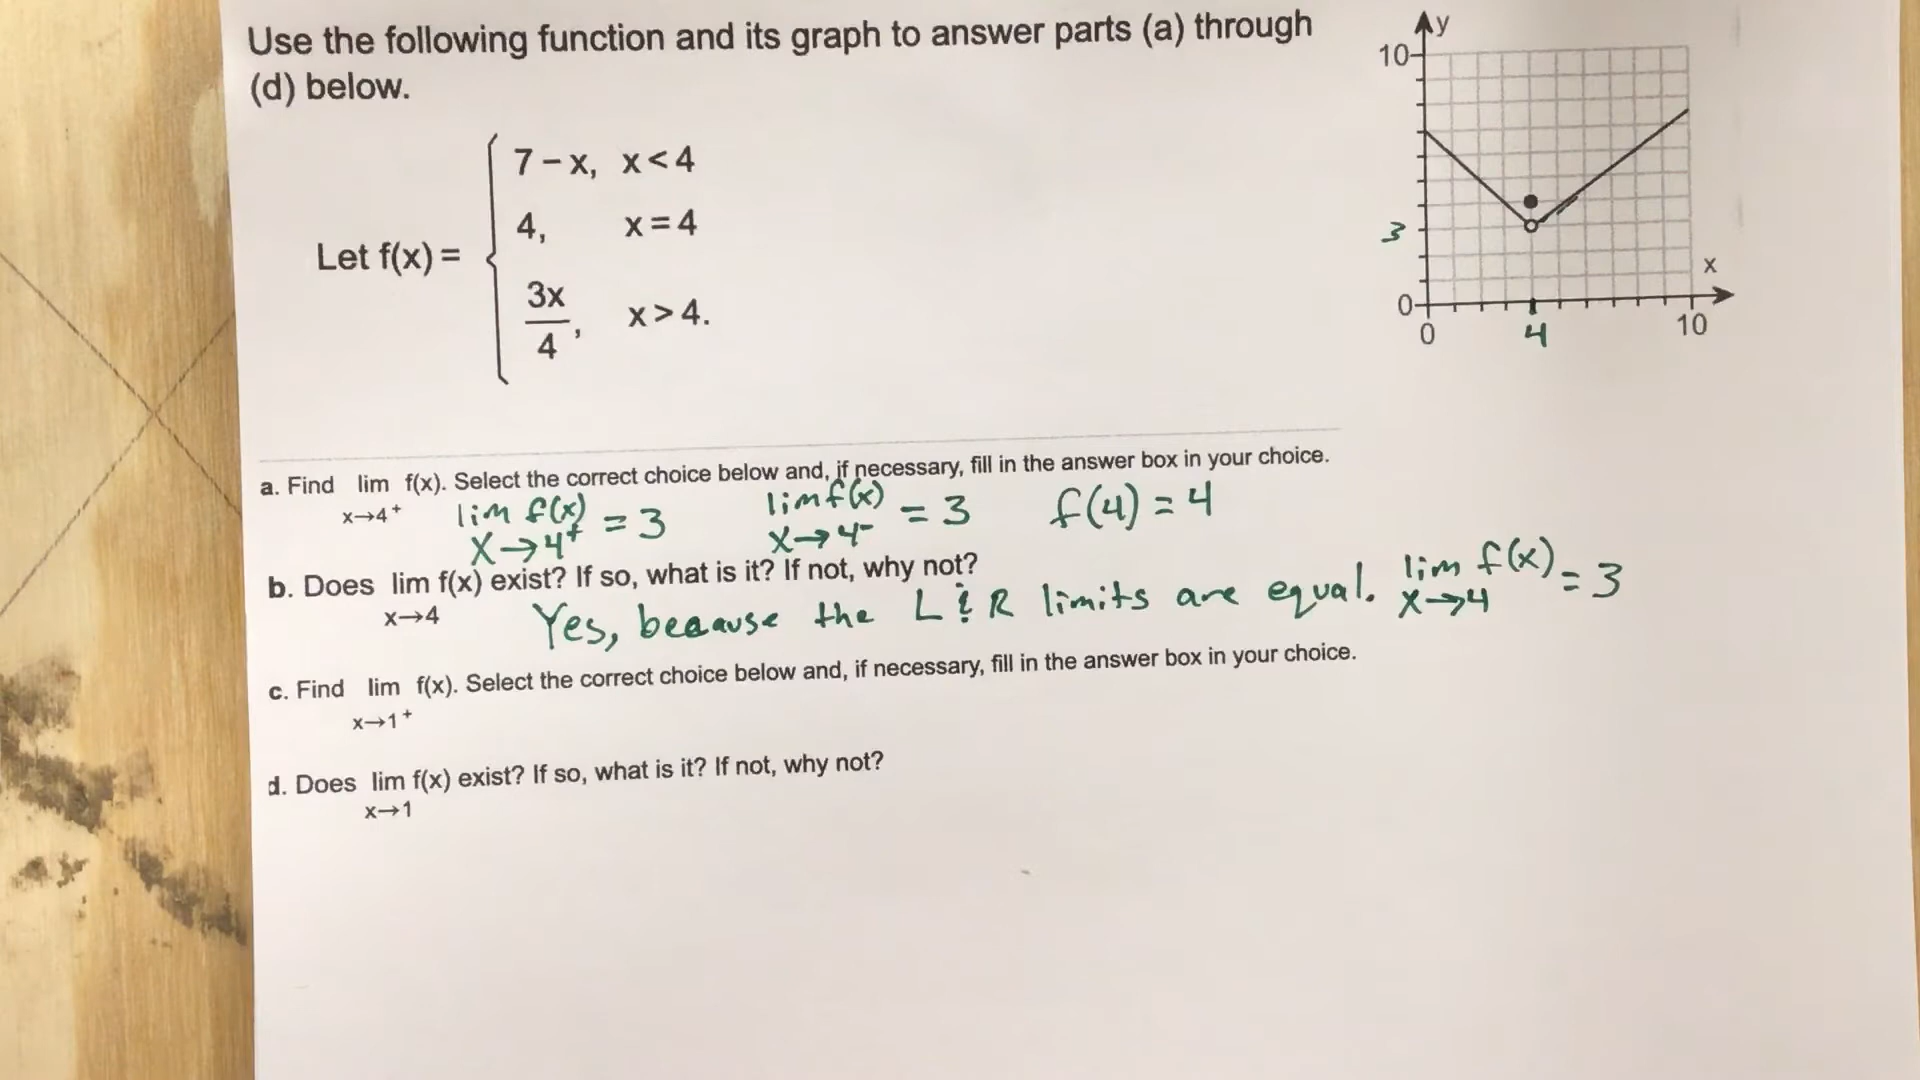 Use the following function and its graph to answer parts (a) through
(d) below.
Let f(x) =
7 − x, x < 4
4, x = 4
3x
4 , x > 4.
y
10
3
0
0
4
10
x
a. Find lim f(x). Select the correct choice below and, if necessary, fill in the answer box in your choice.
x→4⁺
lim f(x) = 3
x→4⁺
lim f(x) = 3
x→4⁻
f(4) = 4
b. Does lim f(x) exist? If so, what is it? If not, why not?
x→4
Yes, because the L & R limits are equal. lim f(x) = 3
x→4
c. Find lim f(x). Select the correct choice below and, if necessary, fill in the answer box in your choice.
x→1⁺
d. Does lim f(x) exist? If so, what is it? If not, why not?
x→1